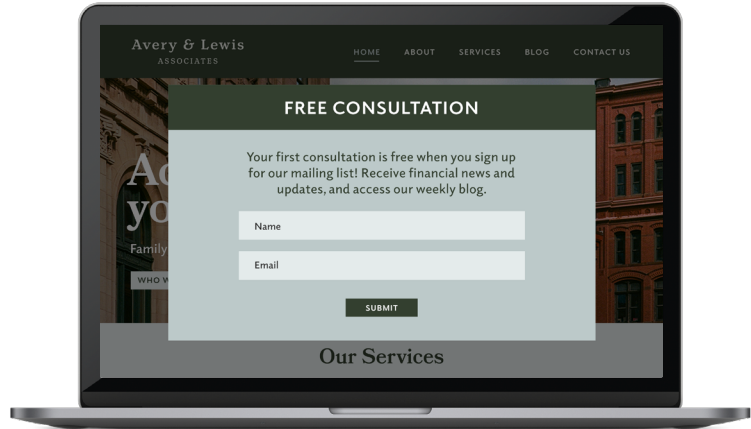 Avery & Lewis
ASSOCIATES
HOME ABOUT SERVICES BLOG CONTACT US
FREE CONSULTATION
Your first consultation is free when you sign up
for our mailing list! Receive financial news and
updates, and access our weekly blog.
Name
Email
SUBMIT
Family
WHO
Our Services